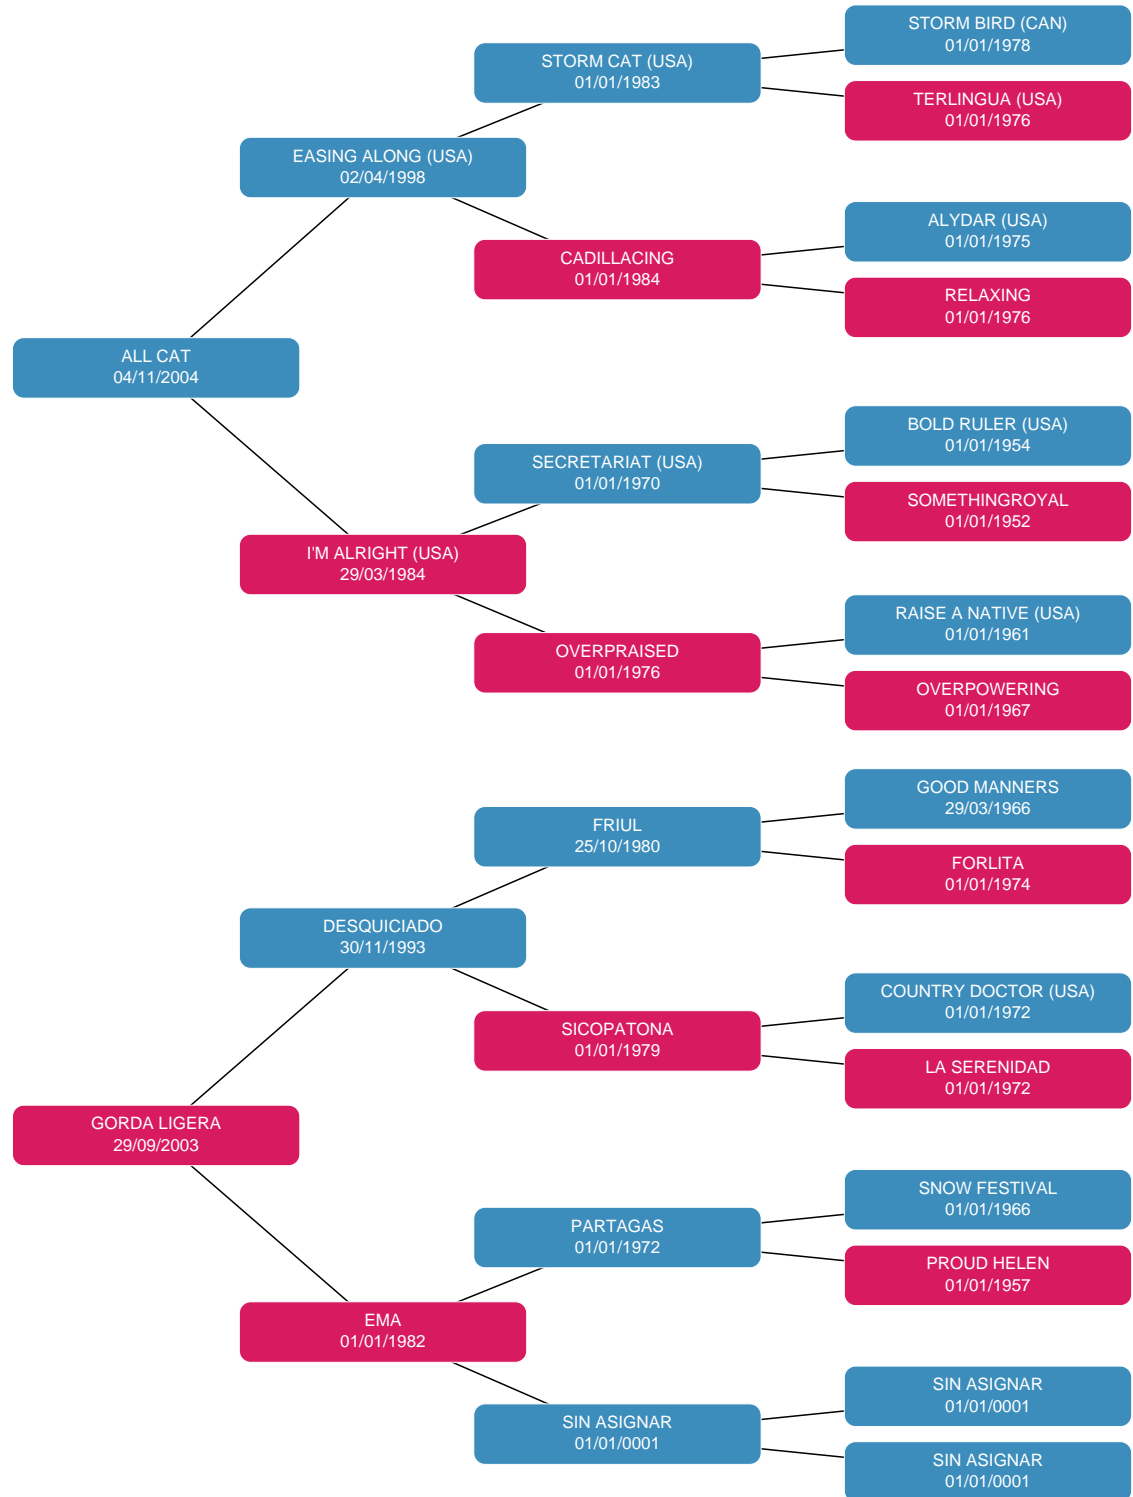 STORM BIRD (CAN)
01/01/1978
STORM CAT (USA)
01/01/1983
TERLINGUA (USA)
01/01/1976
EASING ALONG (USA)
02/04/1998
ALYDAR (USA)
01/01/1975
CADILLACING
01/01/1984
RELAXING
01/01/1976
ALL CAT
04/11/2004
BOLD RULER (USA)
01/01/1954
SECRETARIAT (USA)
01/01/1970
SOMETHINGROYAL
01/01/1952
I'M ALRIGHT (USA)
29/03/1984
RAISE A NATIVE (USA)
01/01/1961
OVERPRAISED
01/01/1976
OVERPOWERING
01/01/1967
GOOD MANNERS
29/03/1966
FRIUL
25/10/1980
FORLITA
01/01/1974
DESQUICIADO
30/11/1993
COUNTRY DOCTOR (USA)
01/01/1972
SICOPATONA
01/01/1979
LA SERENIDAD
01/01/1972
GORDA LIGERA
29/09/2003
SNOW FESTIVAL
01/01/1966
PARTAGAS
01/01/1972
PROUD HELEN
01/01/1957
EMA
01/01/1982
SIN ASIGNAR
01/01/0001
SIN ASIGNAR
01/01/0001
SIN ASIGNAR
01/01/0001